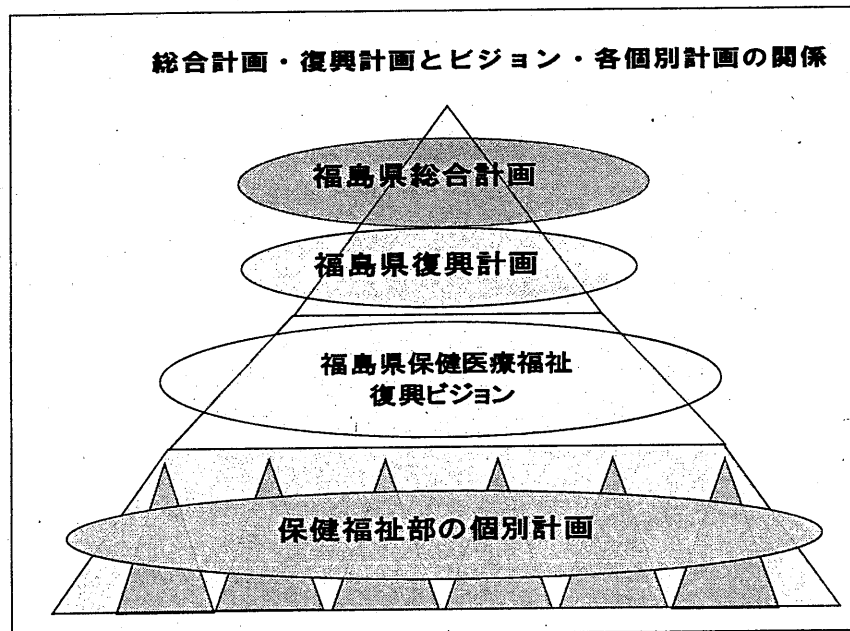 総合計画・復興計画とビジョン・各個別計画の関係
福島県総合計画
福島県復興計画
福島県保健医療福祉
復興ビジョン
保健福祉部の個別計画